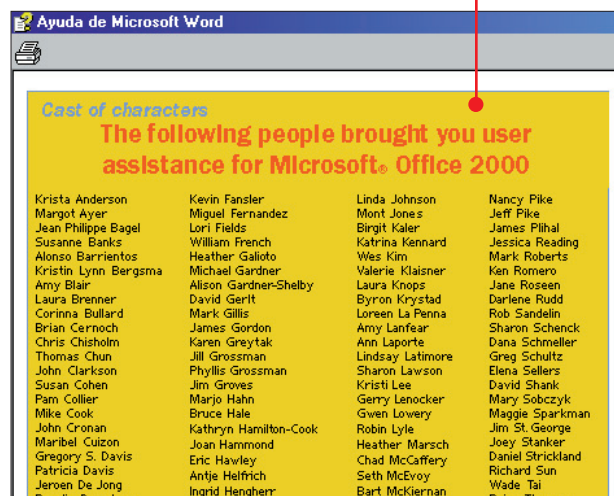 Ayuda de Microsoft Word
Cast of characters
The following people brought you user
assistance for Microsoft® Office 2000
Krista Anderson
Margot Ayer
Jean Philippe Bagel
Susanne Banks
Alonso Barrientos
Kristin Lynn Bergsma
Amy Blair
Laura Brenner
Corinna Bullard
Brian Cernoch
Chris Chisholm
Thomas Chun
John Clarkson
Susan Cohen
Pam Collier
Mike Cook
John Cronan
Maribel Cuizon
Gregory S. Davis
Patricia Davis
Jeroen De Jong
Kevin Fansler
Miguel Fernandez
Lori Fields
William French
Heather Galioto
Michael Gardner
Alison Gardner-Shelby
David Gerlt
Mark Gillis
James Gordon
Karen Greytak
Jill Grossman
Phyllis Grossman
Jim Groves
Marjo Hahn
Bruce Hale
Kathryn Hamilton-Cook
Joan Hammond
Eric Hawley
Antje Helfrich
Ingrid Hengherr
Linda Johnson
Mont Jones
Birgit Kaler
Katrina Kennard
Wes Kim
Valerie Klaisner
Laura Knops
Byron Krystad
Loreen La Penna
Amy Lanfear
Ann Laporte
Lindsay Latimore
Sharon Lawson
Kristi Lee
Gerry Lenocker
Gwen Lowery
Robin Lyle
Heather Marsch
Chad McCaffery
Seth McEvoy
Bart McKiernan
Nancy Pike
Jeff Pike
James Plihal
Jessica Reading
Mark Roberts
Ken Romero
Jane Roseen
Darlene Rudd
Rob Sandelin
Sharon Schenck
Dana Schmeller
Greg Schultz
Elena Sellers
David Shank
Mary Sobczyk
Maggie Sparkman
Jim St. George
Joey Stanker
Daniel Strickland
Richard Sun
Wade Tai